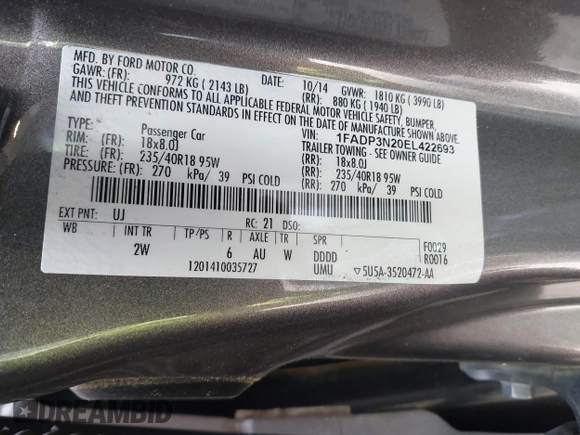 MFD. BY FORD MOTOR CO.
DATE: 10/14 GVWR: 1810 KG ( 3990 LB)
GAWR: (FR): 972 KG ( 2143 LB) (RR): 880 KG ( 1940 LB)
THIS VEHICLE CONFORMS TO ALL APPLICABLE FEDERAL MOTOR VEHICLE SAFETY, BUMPER,
AND THEFT PREVENTION STANDARDS IN EFFECT ON THE DATE OF MANUFACTURE SHOWN ABOVE.
VIN: 1FADP3N20EL422693
TYPE: Passenger Car TRAILER TOWING - SEE OWNER GUIDE
RIM: (FR): 18x8.0J (RR): 18x8.0J
TIRE: (FR): 235/40R18 95W (RR): 235/40R18 95W
PRESSURE: (FR): 270 kPa/ 39 PSI COLD (RR): 270 kPa/ 39 PSI COLD
EXT PNT: UJ RC: 21 DSO:
WB INT TR TP/PS R AXLE TR SPR F0029
2W 6 AU W DDDD R0016
1201410035727 UMU ▽5U5A-3520472-AA
DREAMBID